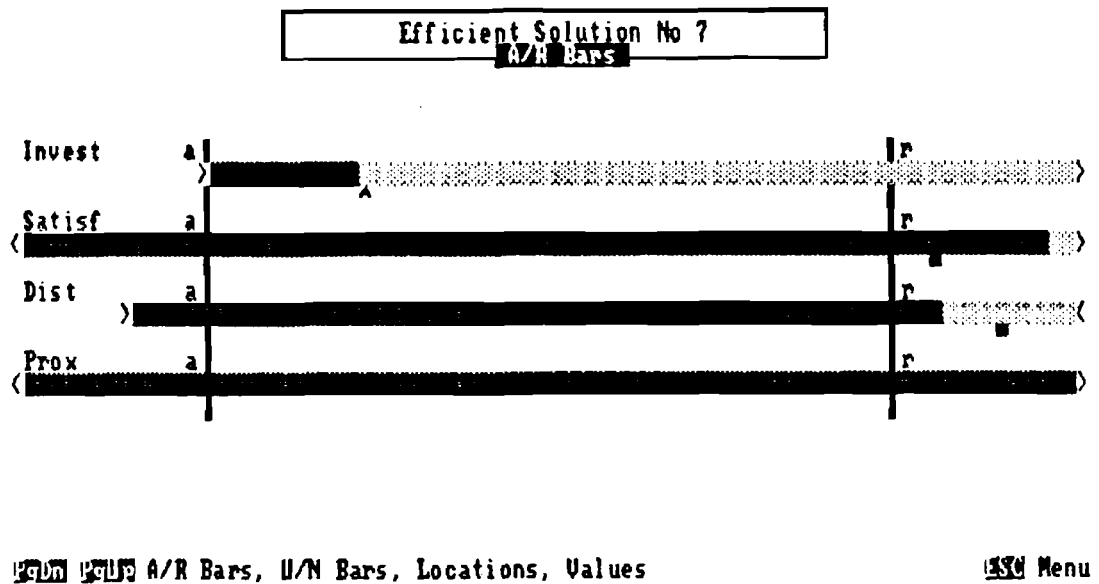 Efficient Solution No 7
A/R Bars
Invest a r
Satisf a r
Dist a r
Prox a r
PgDn PgUp A/R Bars, U/N Bars, Locations, Values ESC Menu